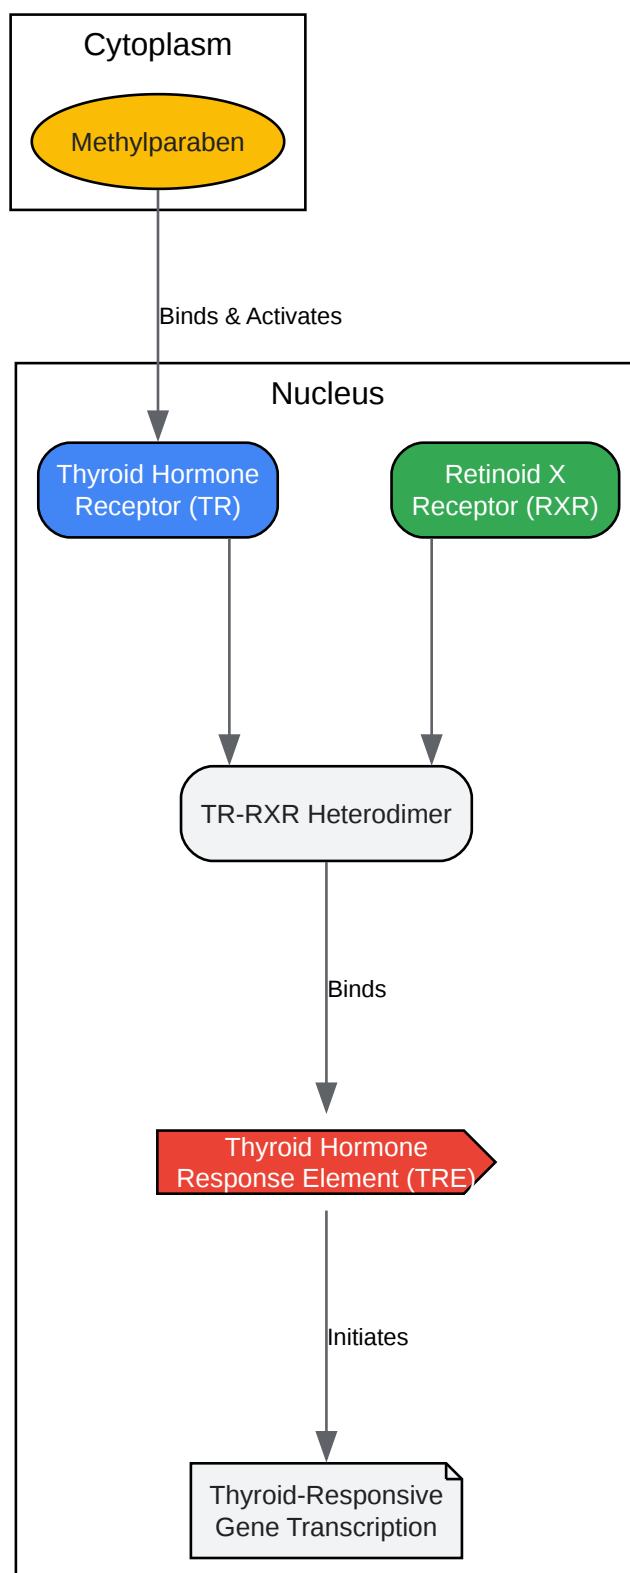 Cytoplasm
Methylparaben
Binds & Activates
Nucleus
Thyroid Hormone
Receptor (TR)
Retinoid X
Receptor (RXR)
TR-RXR Heterodimer
Binds
Thyroid Hormone
Response Element (TRE)
Initiates
Thyroid-Responsive
Gene Transcription